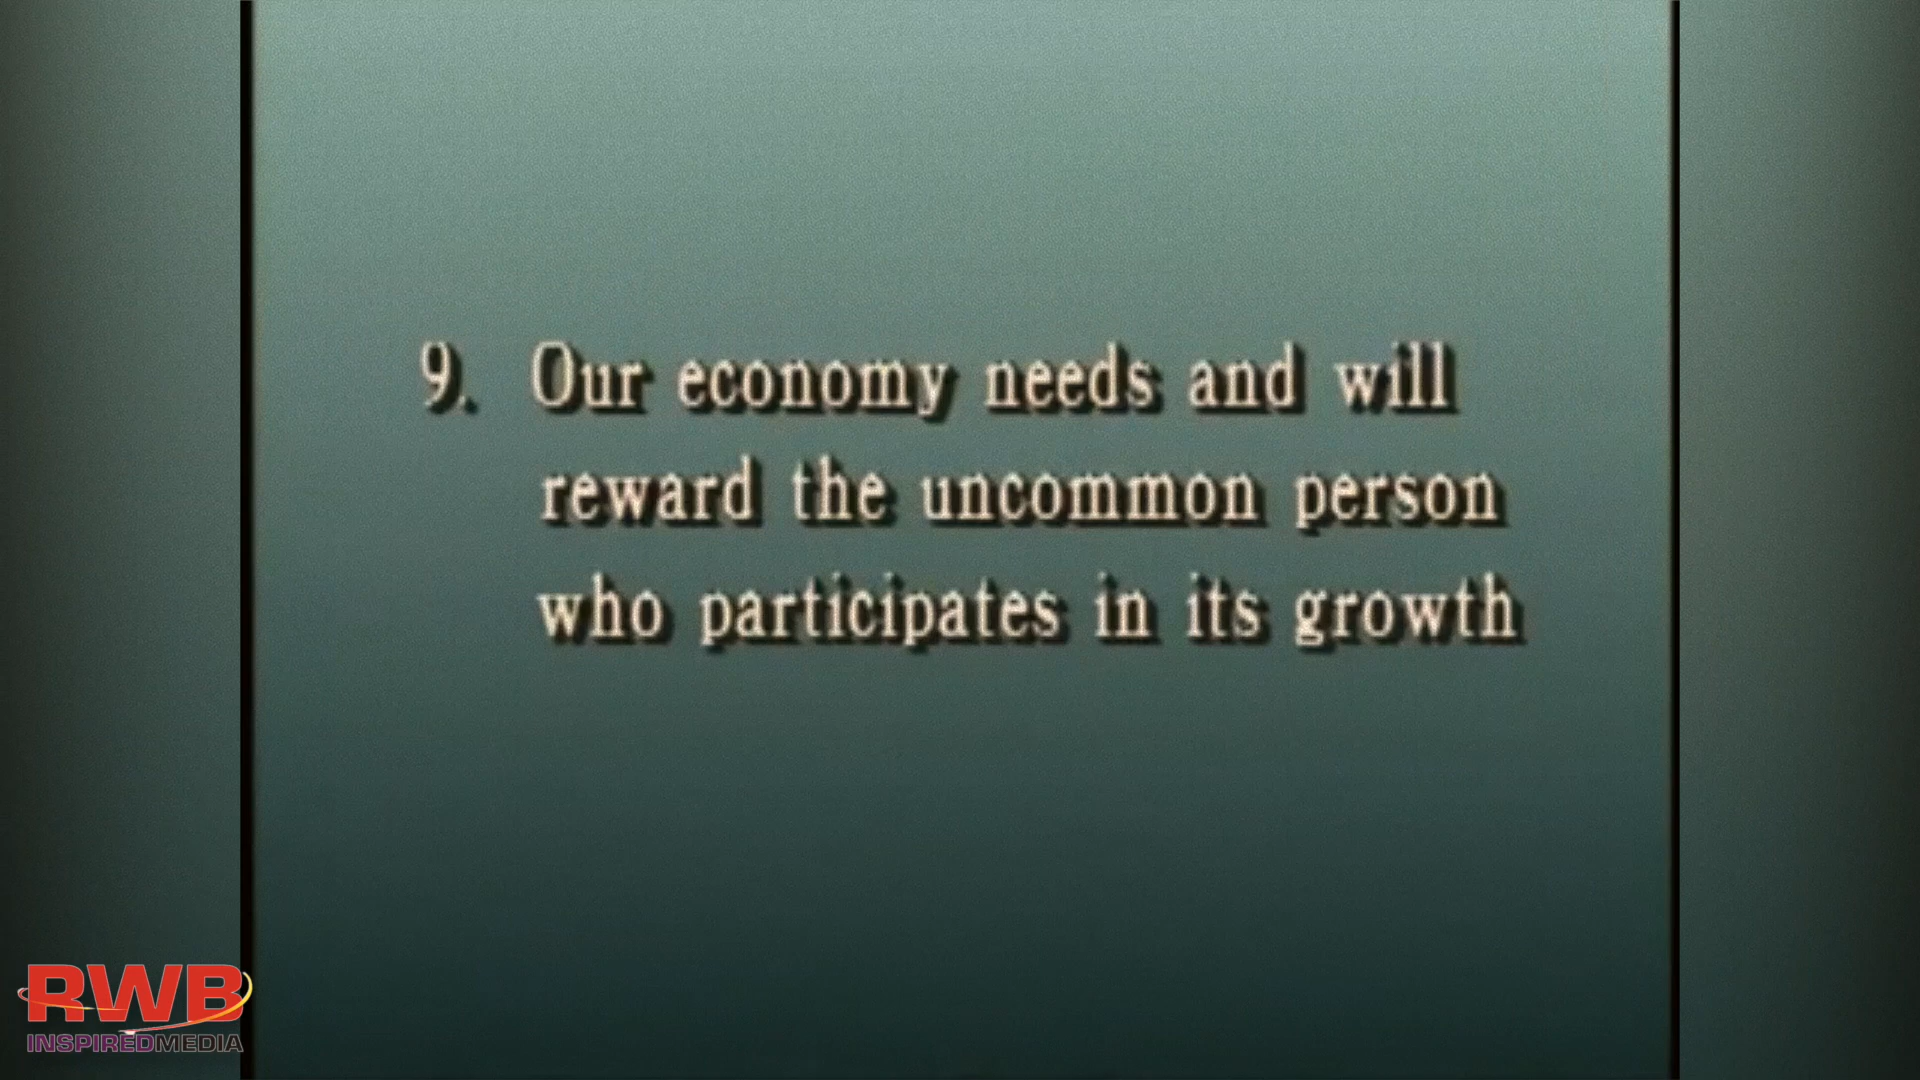 9. Our economy needs and will
reward the uncommon person
who participates in its growth
RWB
INSPIREDMEDIA